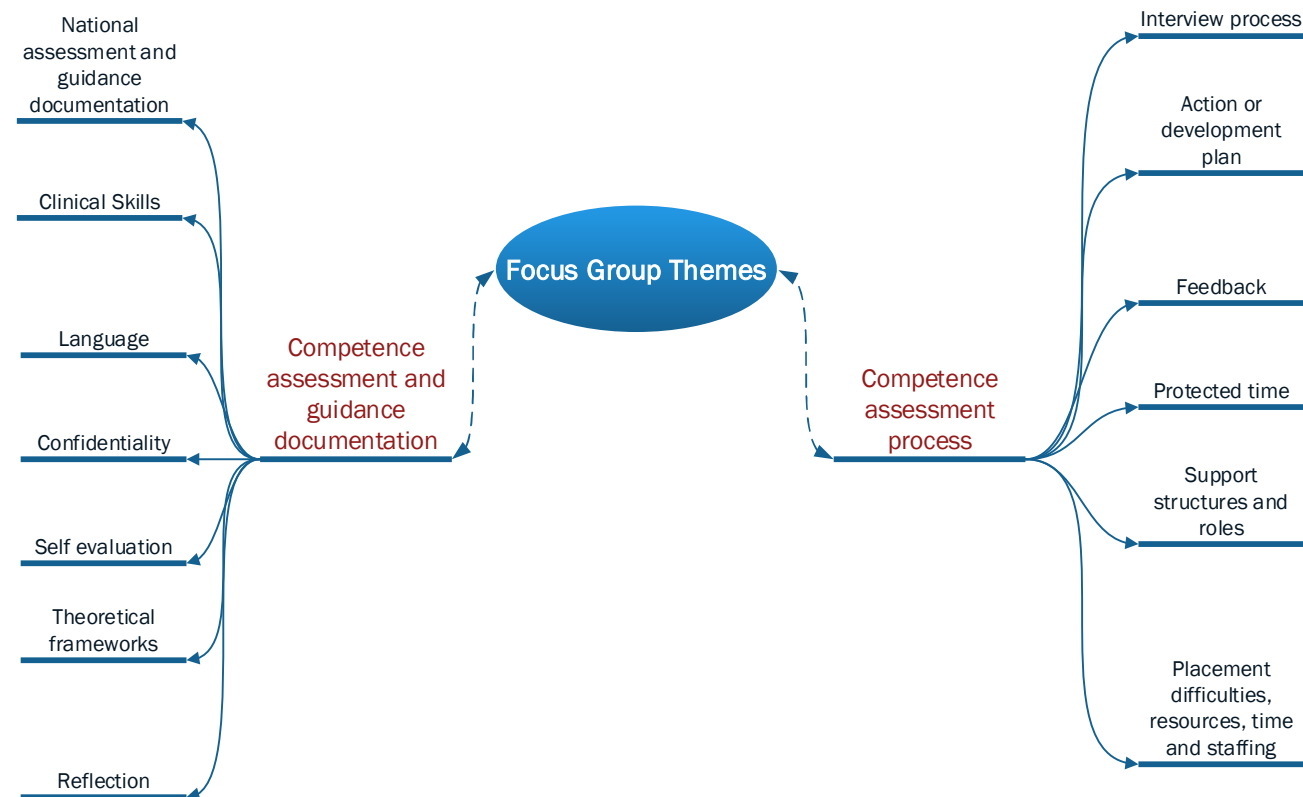 Focus Group Themes
Competence
assessment and
guidance
documentation
National
assessment and
guidance
documentation
Clinical Skills
Language
Confidentiality
Self evaluation
Theoretical
frameworks
Reflection
Competence
assessment
process
Interview process
Action or
development
plan
Feedback
Protected time
Support
structures and
roles
Placement
difficulties,
resources, time
and staffing